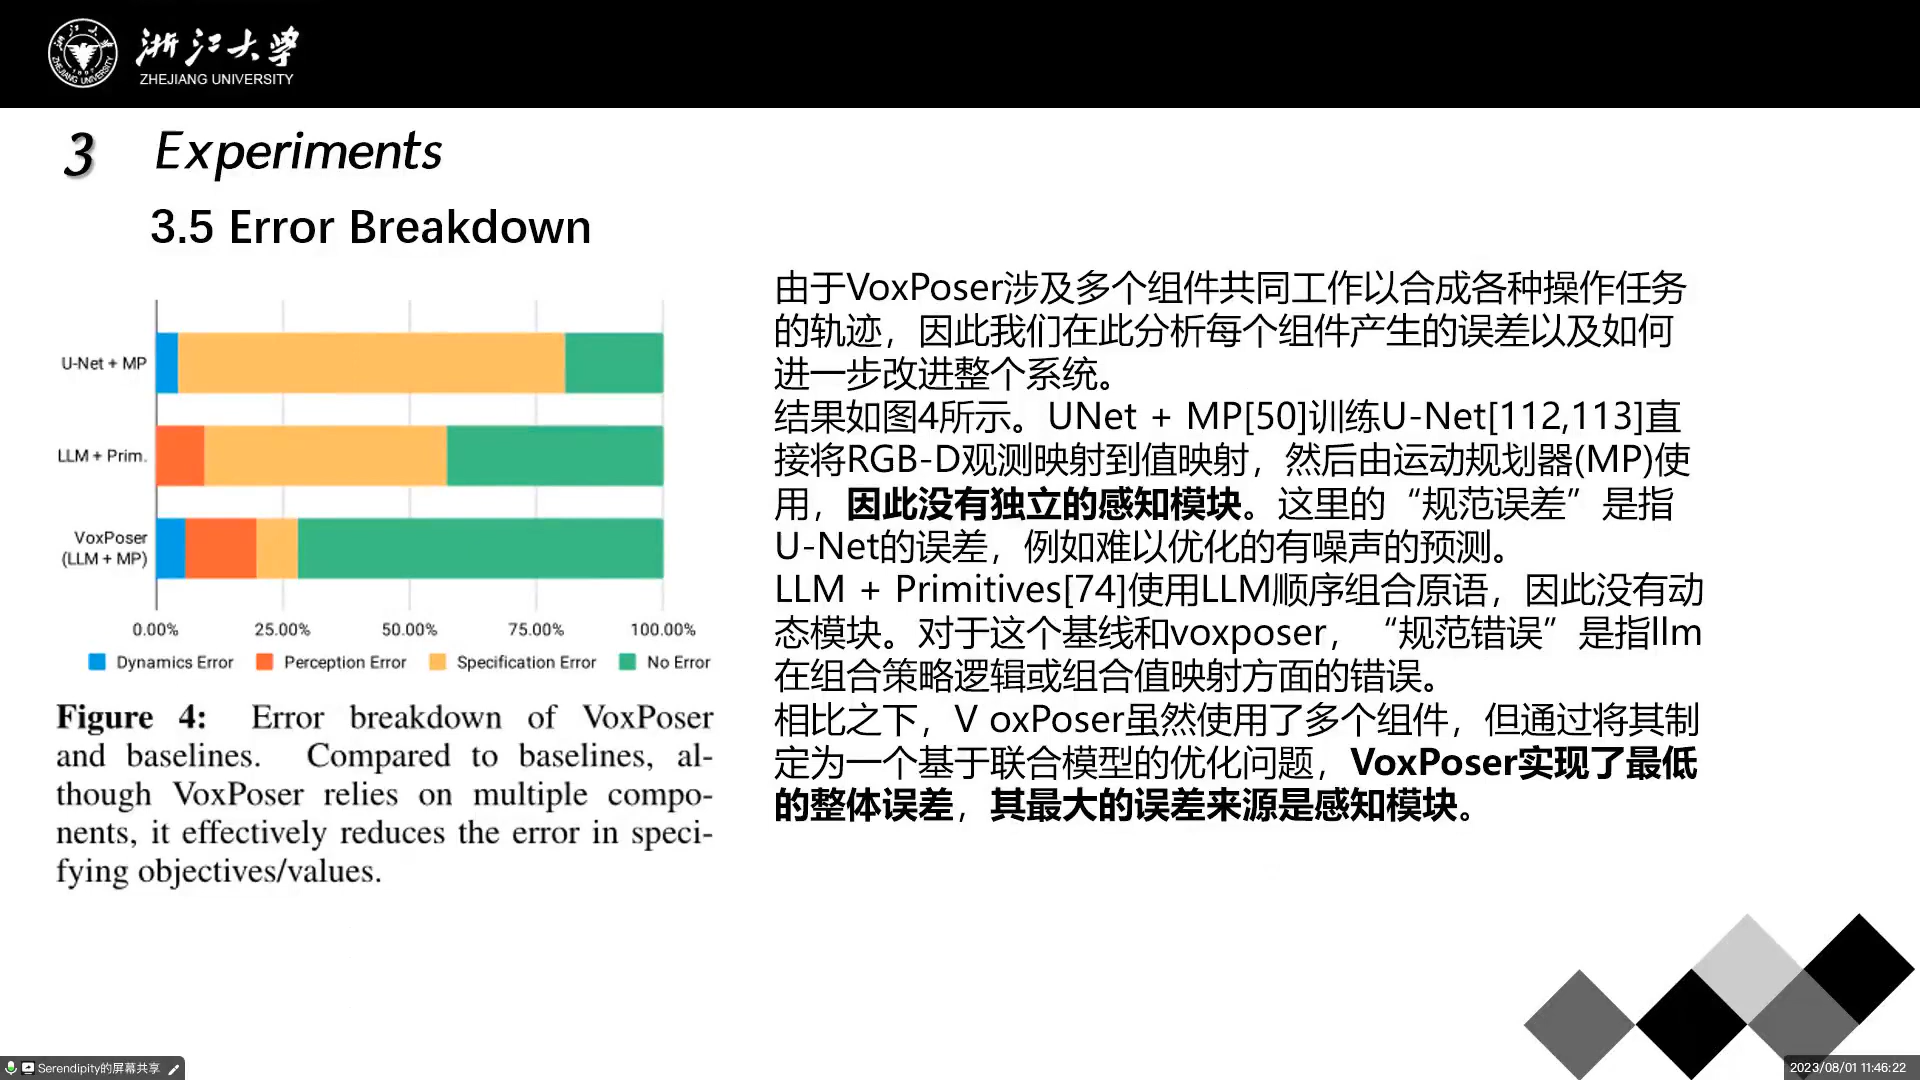 浙江大学
ZHEJIANG UNIVERSITY
3 Experiments
3.5 Error Breakdown
U-Net + MP
LLM + Prim.
VoxPoser
(LLM + MP)
0.00% 25.00% 50.00% 75.00% 100.00%
Dynamics Error Perception Error Specification Error No Error
Figure 4: Error breakdown of VoxPoser
and baselines. Compared to baselines, al-
though VoxPoser relies on multiple compo-
nents, it effectively reduces the error in speci-
fying objectives/values.
由于VoxPoser涉及多个组件共同工作以合成各种操作任务
的轨迹，因此我们在此分析每个组件产生的误差以及如何
进一步改进整个系统。
结果如图4所示。UNet + MP[50]训练U-Net[112,113]直
接将RGB-D观测映射到值映射，然后由运动规划器(MP)使
用，因此没有独立的感知模块。这里的“规范误差”是指
U-Net的误差，例如难以优化的有噪声的预测。
LLM + Primitives[74]使用LLM顺序组合原语，因此没有动
态模块。对于这个基线和voxposer，“规范错误”是指llm
在组合策略逻辑或组合值映射方面的错误。
相比之下，V oxPoser虽然使用了多个组件，但通过将其制
定为一个基于联合模型的优化问题，VoxPoser实现了最低
的整体误差，其最大的误差来源是感知模块。
Serendipity的屏幕共享
2023/08/01 11:46:22